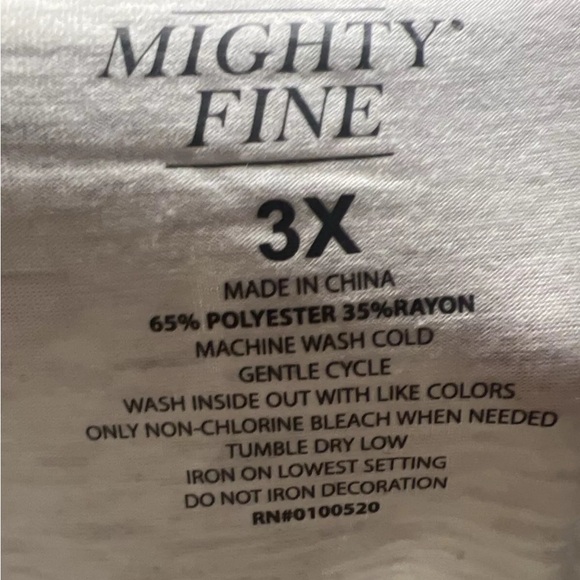 MIGHTY
FINE
3X
MADE IN CHINA
65% POLYESTER 35%RAYON
MACHINE WASH COLD
GENTLE CYCLE
WASH INSIDE OUT WITH LIKE COLORS
ONLY NON-CHLORINE BLEACH WHEN NEEDED
TUMBLE DRY LOW
IRON ON LOWEST SETTING
DO NOT IRON DECORATION
RN#0100520